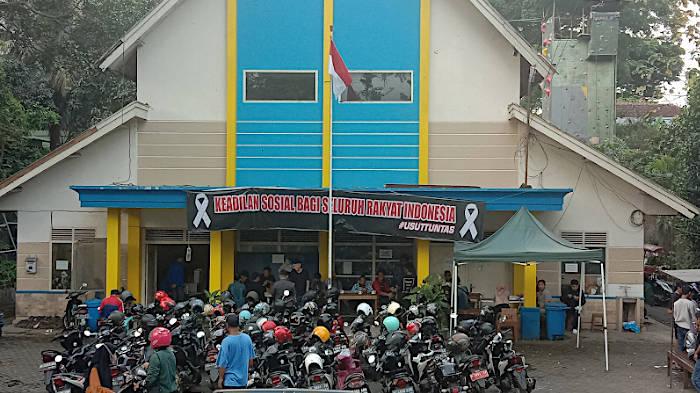 KEADILAN SOSIAL BAGI SELURUH RAKYAT INDONESIA
#USUTTUNTAS